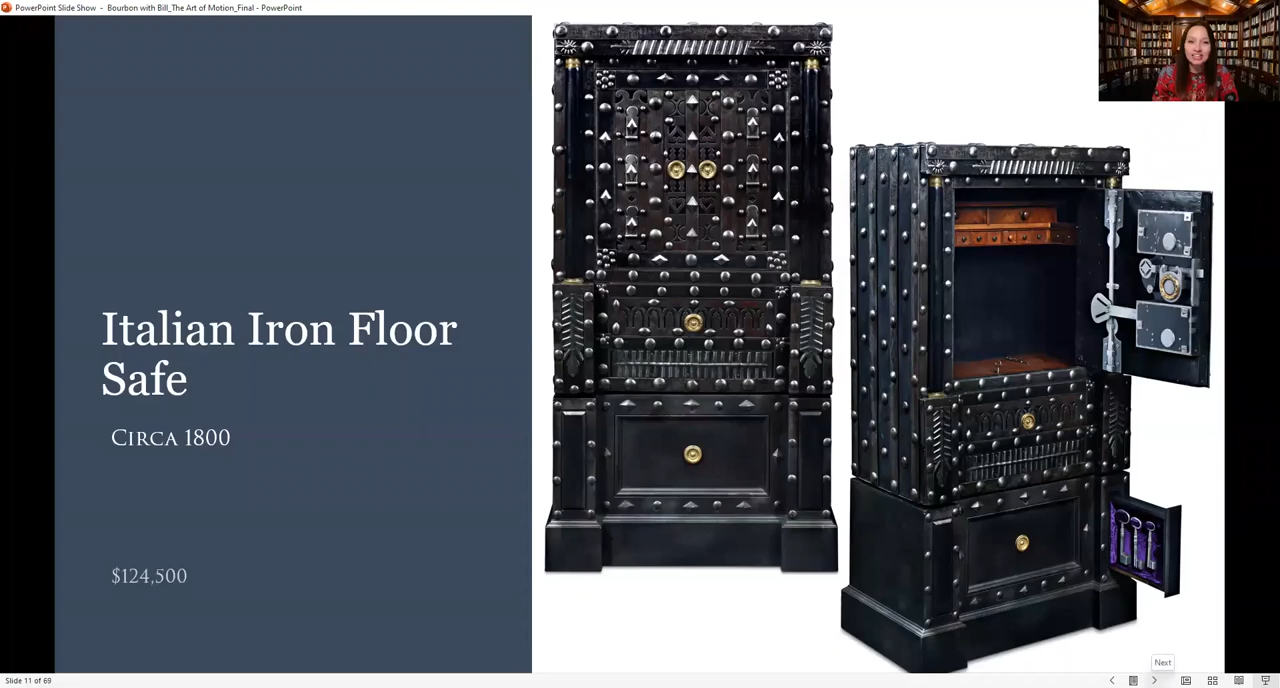 PowerPoint Slide Show - Bourbon with Bill_The Art of Motion_Final - PowerPoint
Italian Iron Floor
Safe
Circa 1800
$124,500
Next
Slide 11 of 69